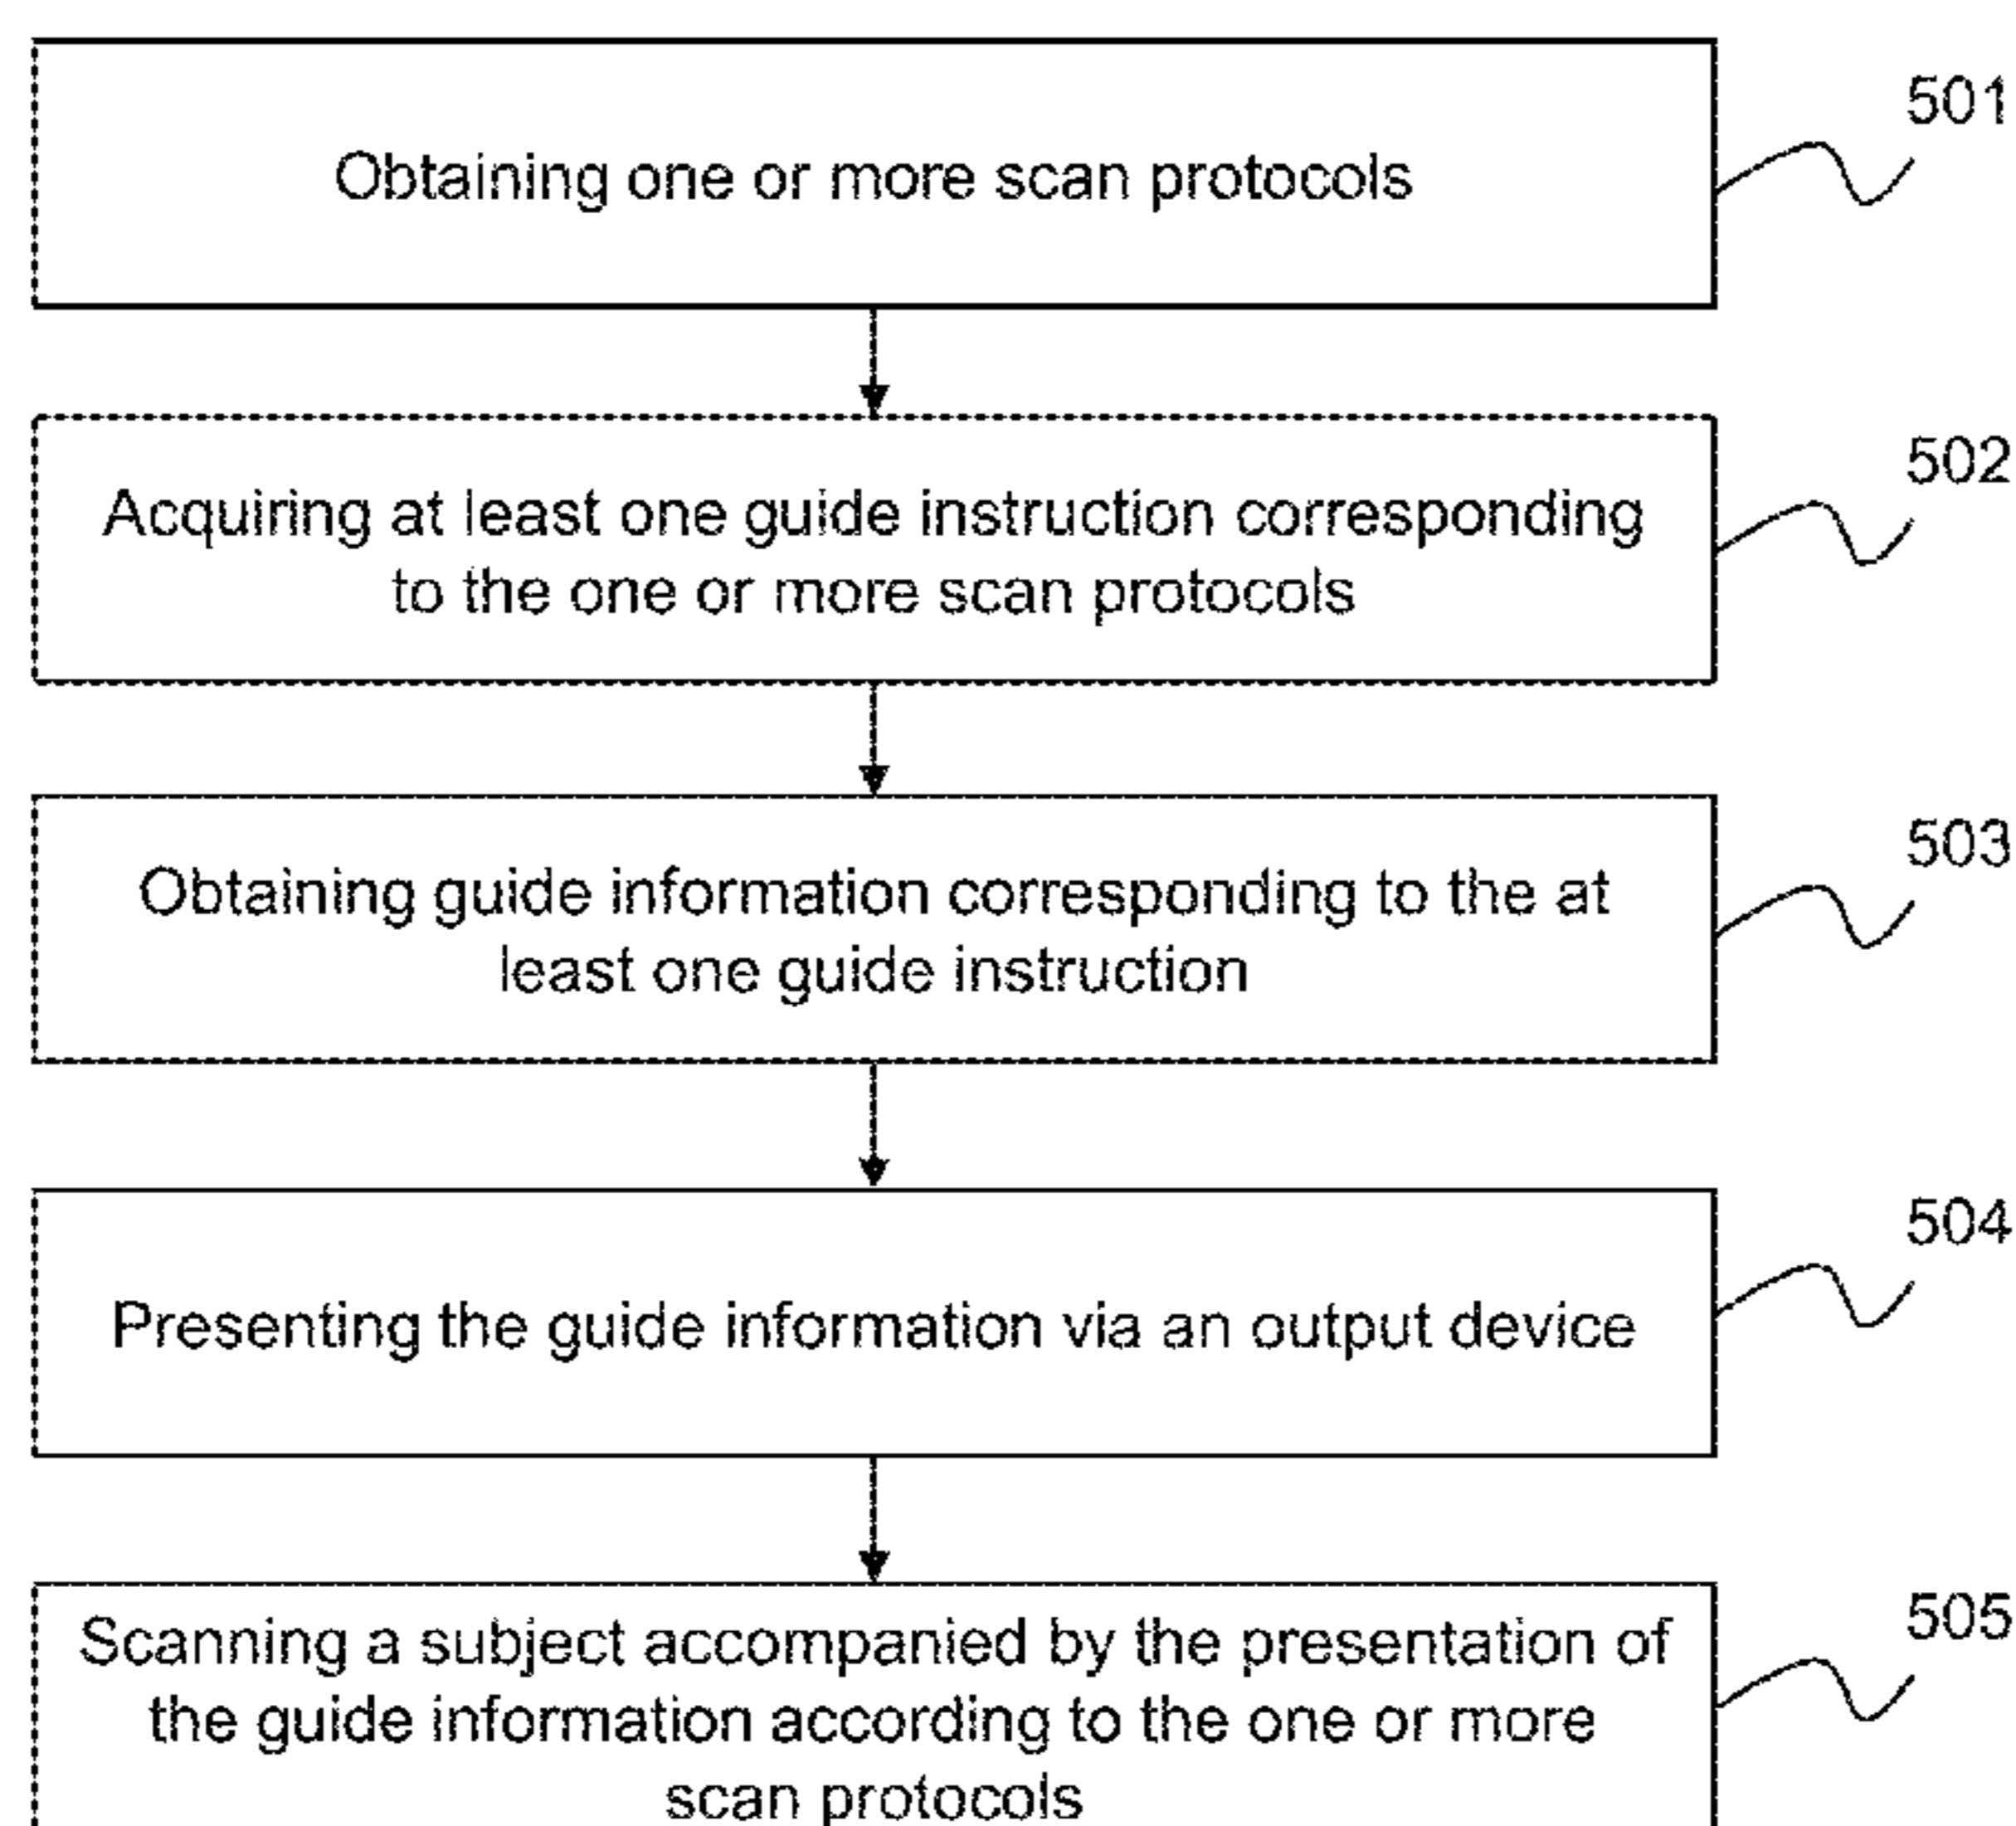 Obtaining one or more scan protocols
501
Acquiring at least one guide instruction corresponding
to the one or more scan protocols
502
Obtaining guide information corresponding to the at
least one guide instruction
503
Presenting the guide information via an output device
504
Scanning a subject accompanied by the presentation of
the guide information according to the one or more
scan protocols
505